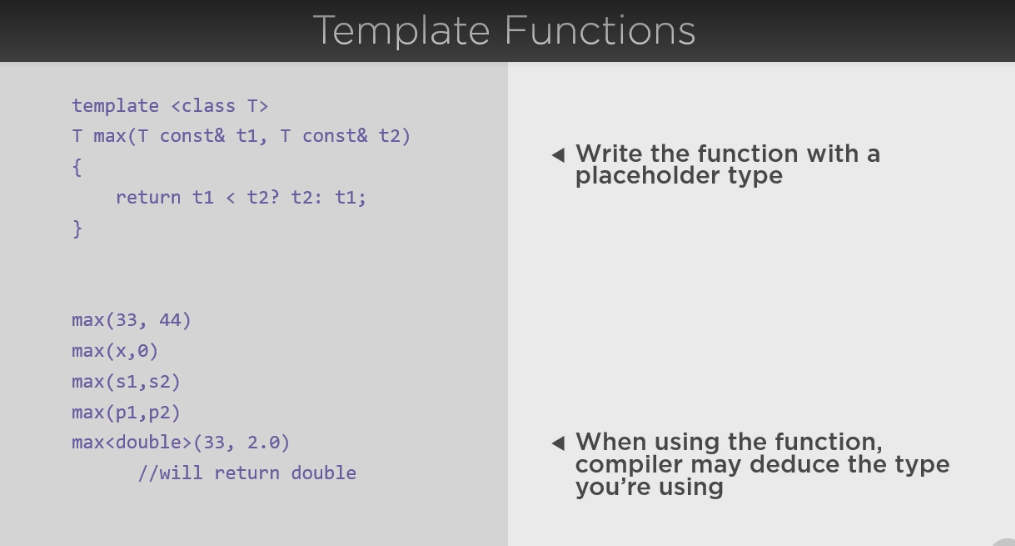 Template Functions
template <class T>
T max(T const& t1, T const& t2)
{
    return t1 < t2? t2: t1;
}
◄ Write the function with a
placeholder type
max(33, 44)
max(x,0)
max(s1,s2)
max(p1,p2)
max<double>(33, 2.0)
      //will return double
◄ When using the function,
compiler may deduce the type
you're using